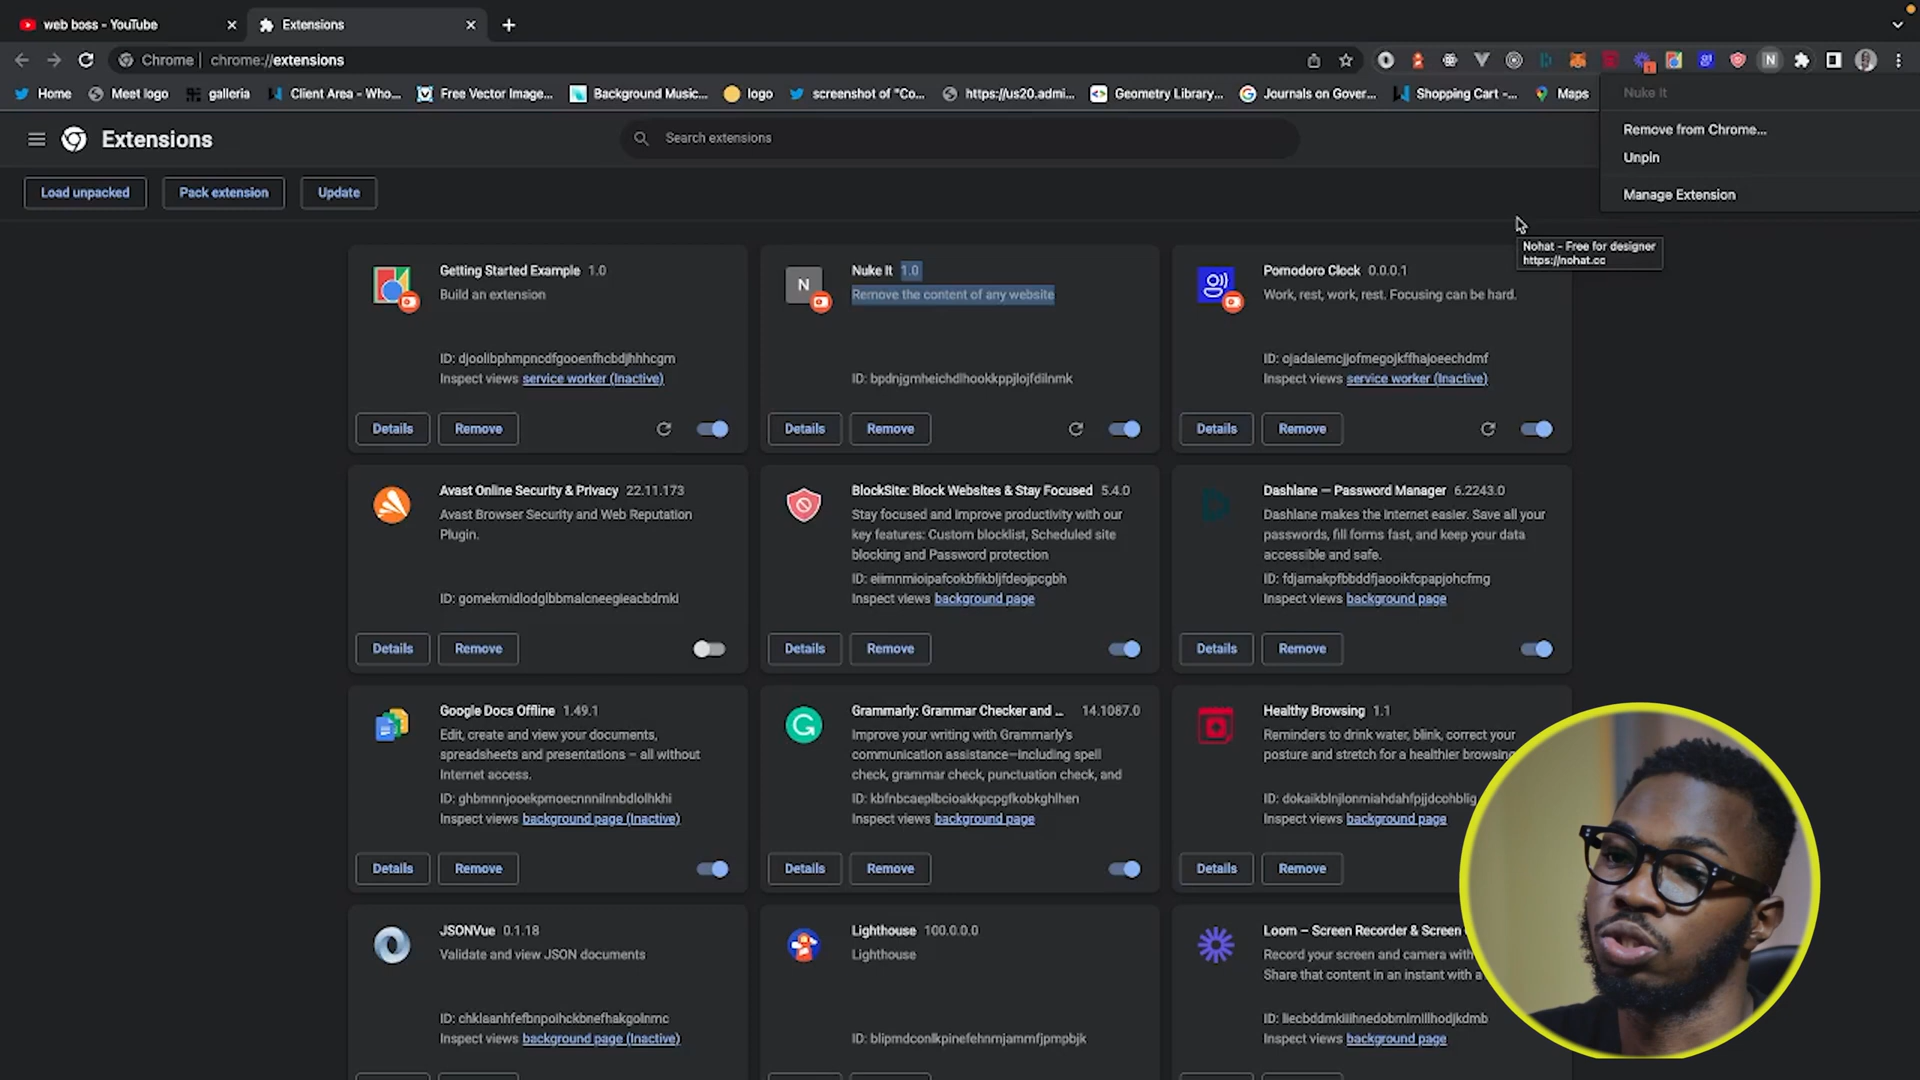 web boss - YouTube
Extensions
Chrome
chrome://extensions
Home
Meet logo
galleria
Client Area - Who...
Free Vector Image...
Background Music...
logo
screenshot of "Co...
https://us20.admi...
Geometry Library...
Journals on Gover...
Shopping Cart -...
Maps
Nuke It
Remove from Chrome...
Unpin
Manage Extension
Extensions
Search extensions
Load unpacked
Pack extension
Update
Nohat - Free for designer
https://nohat.cc
Getting Started Example 1.0
Build an extension
ID: djoolibphmpncdfgooenfhcbdjhhhcgm
Inspect views service worker (Inactive)
Details
Remove
N
Nuke It 1.0
Remove the content of any website
ID: bpdnjgmheichdlhookkppjlojfdilnmk
Details
Remove
Pomodoro Clock 0.0.0.1
Work, rest, work, rest. Focusing can be hard.
ID: ojadalemcjjofmegojkffhajoeechdmf
Inspect views service worker (Inactive)
Details
Remove
Avast Online Security & Privacy 22.11.173
Avast Browser Security and Web Reputation
Plugin.
ID: gomekmidlodglbbmalcneegieacbdmki
Details
Remove
BlockSite: Block Websites & Stay Focused 5.4.0
Stay focused and improve productivity with our
key features: Custom blocklist, Scheduled site
blocking and Password protection
ID: eiimnmioipafcokbfikbljfdeojpcgbh
Inspect views background page
Details
Remove
Dashlane — Password Manager 6.2243.0
Dashlane makes the Internet easier. Save all your
passwords, fill forms fast, and keep your data
accessible and safe.
ID: fdjamakpfbbddfjaooikfcpapjohcfmg
Inspect views background page
Details
Remove
Google Docs Offline 1.49.1
Edit, create and view your documents,
spreadsheets and presentations – all without
Internet access.
ID: ghbmnnjooekpmoecnnnilnnbdlolhkhi
Inspect views background page (Inactive)
Details
Remove
Grammarly: Grammar Checker and ... 14.1087.0
Improve your writing with Grammarly's
communication assistance—including spell
check, grammar check, punctuation check, and
ID: kbfnbcaeplbcioakkpcpgfkobkghlhen
Inspect views background page
Details
Remove
Healthy Browsing 1.1
Reminders to drink water, blink, correct your
posture and stretch for a healthier browsing
ID: dokaikblnjlonmiahdahfpjjdcohblig
Inspect views background page
Details
Remove
JSONVue 0.1.18
Validate and view JSON documents
ID: chklaanhfefbnpoihckbnefhakgolnmc
Inspect views background page (Inactive)
Lighthouse 100.0.0.0
Lighthouse
ID: blipmdconlkpinefehnmjammfjpmpbjk
Loom – Screen Recorder & Screen
Record your screen and camera with
Share that content in an instant with a
ID: liecbddmkiiihnedobmlmillhodjkdmb
Inspect views background page